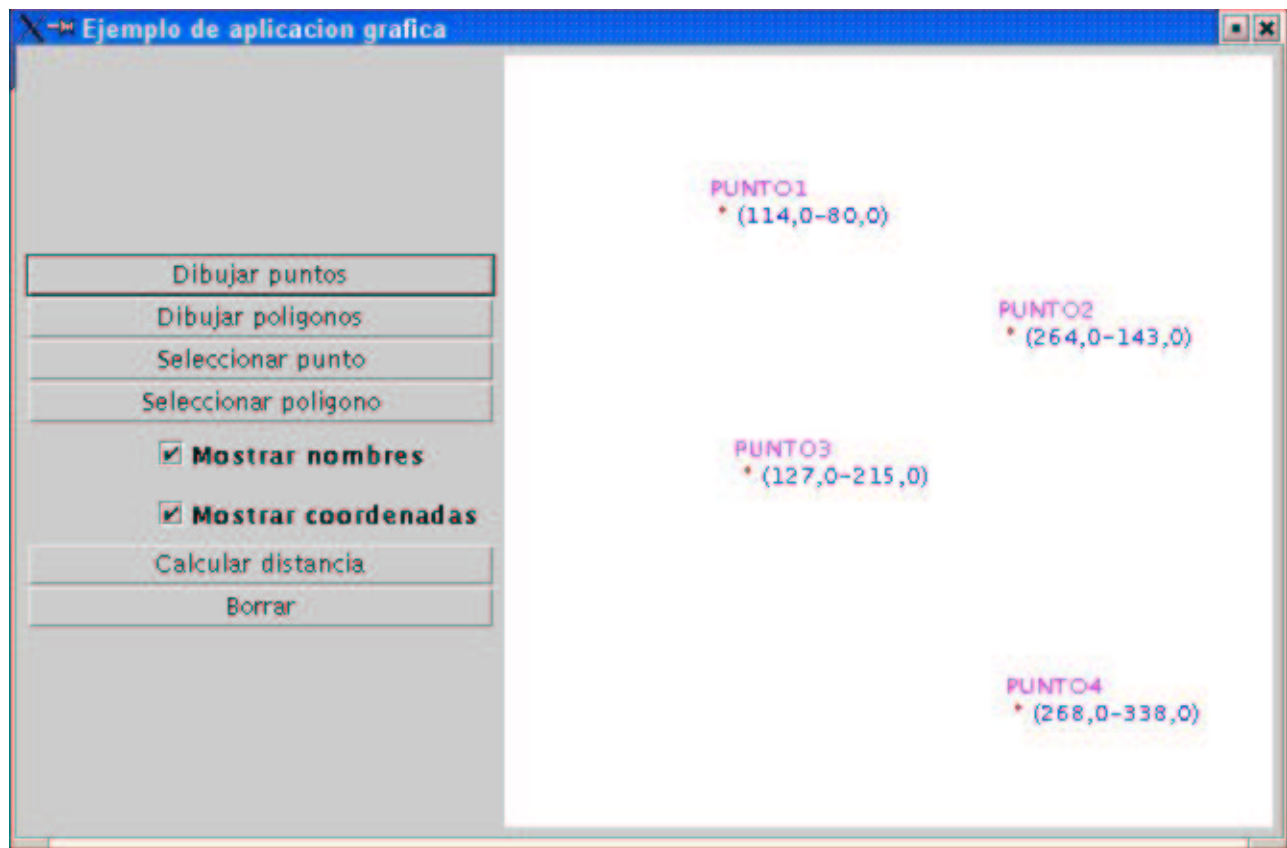 Ejemplo de aplicacion grafica
Dibujar puntos
Dibujar poligonos
Seleccionar punto
Seleccionar poligono
Mostrar nombres
Mostrar coordenadas
Calcular distancia
Borrar
PUNTO1
(114,0-80,0)
PUNTO2
(264,0-143,0)
PUNTO3
(127,0-215,0)
PUNTO4
(268,0-338,0)